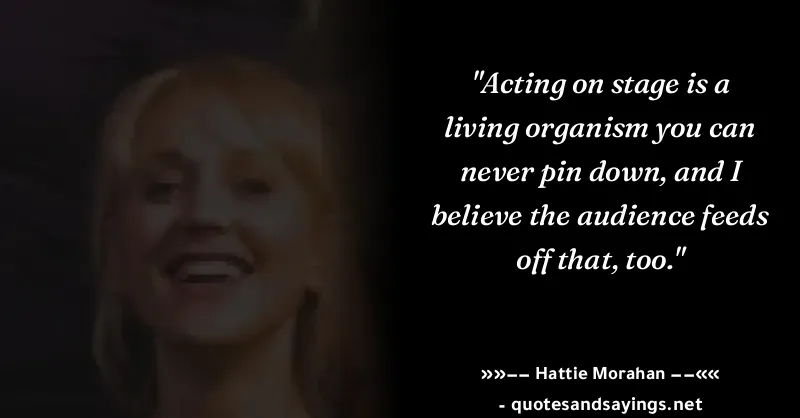 "Acting on stage is a
living organism you can
never pin down, and I
believe the audience feeds
off that, too."
»»−− Hattie Morahan −−««
- quotesandsayings.net